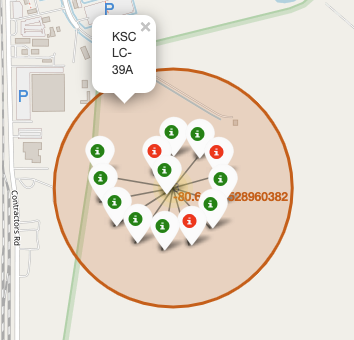 P
KSC
LC-
39A
×
P
Contractors Rd